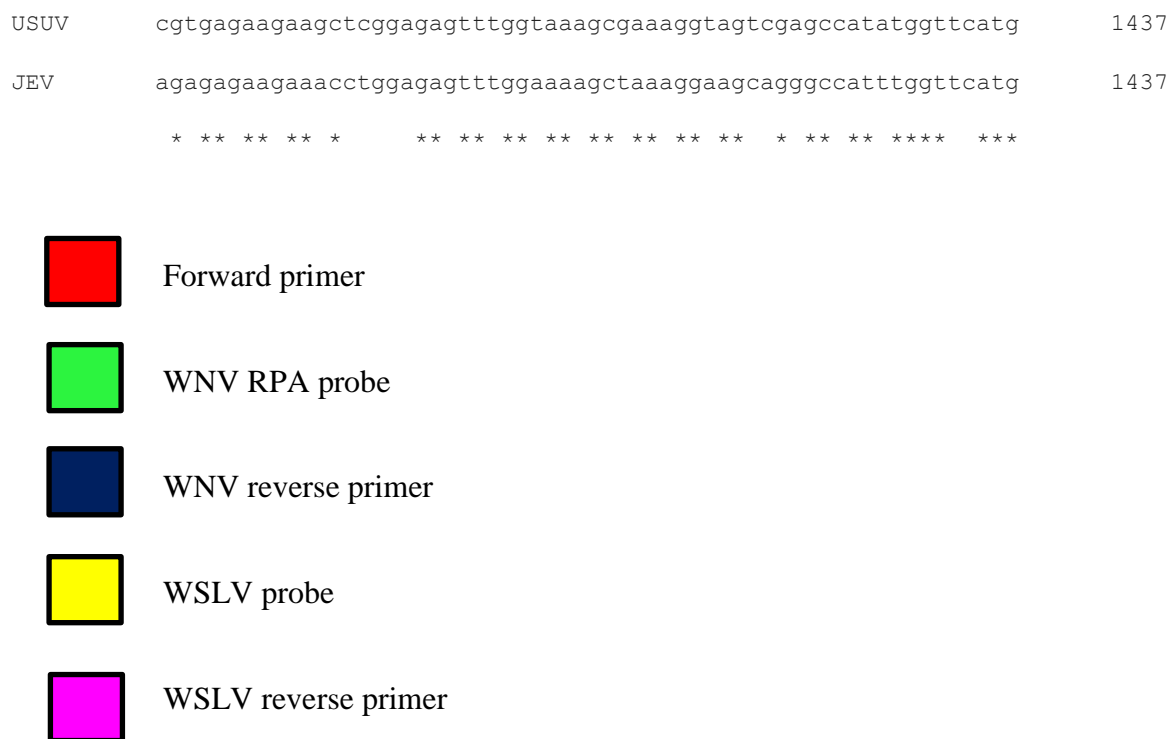 USUV cgtgagaagaagctcggagagtttggtaaagcgaaaggtagtcgagccatatggttcatg 1437
JEV agagagaagaaacctggagagtttggaaaagctaaaggaagcagggccatttggttcatg 1437
* ** ** ** * ** ** ** ** ** ** ** ** * ** ** **** ***
Forward primer
WNV RPA probe
WNV reverse primer
WSLV probe
WSLV reverse primer